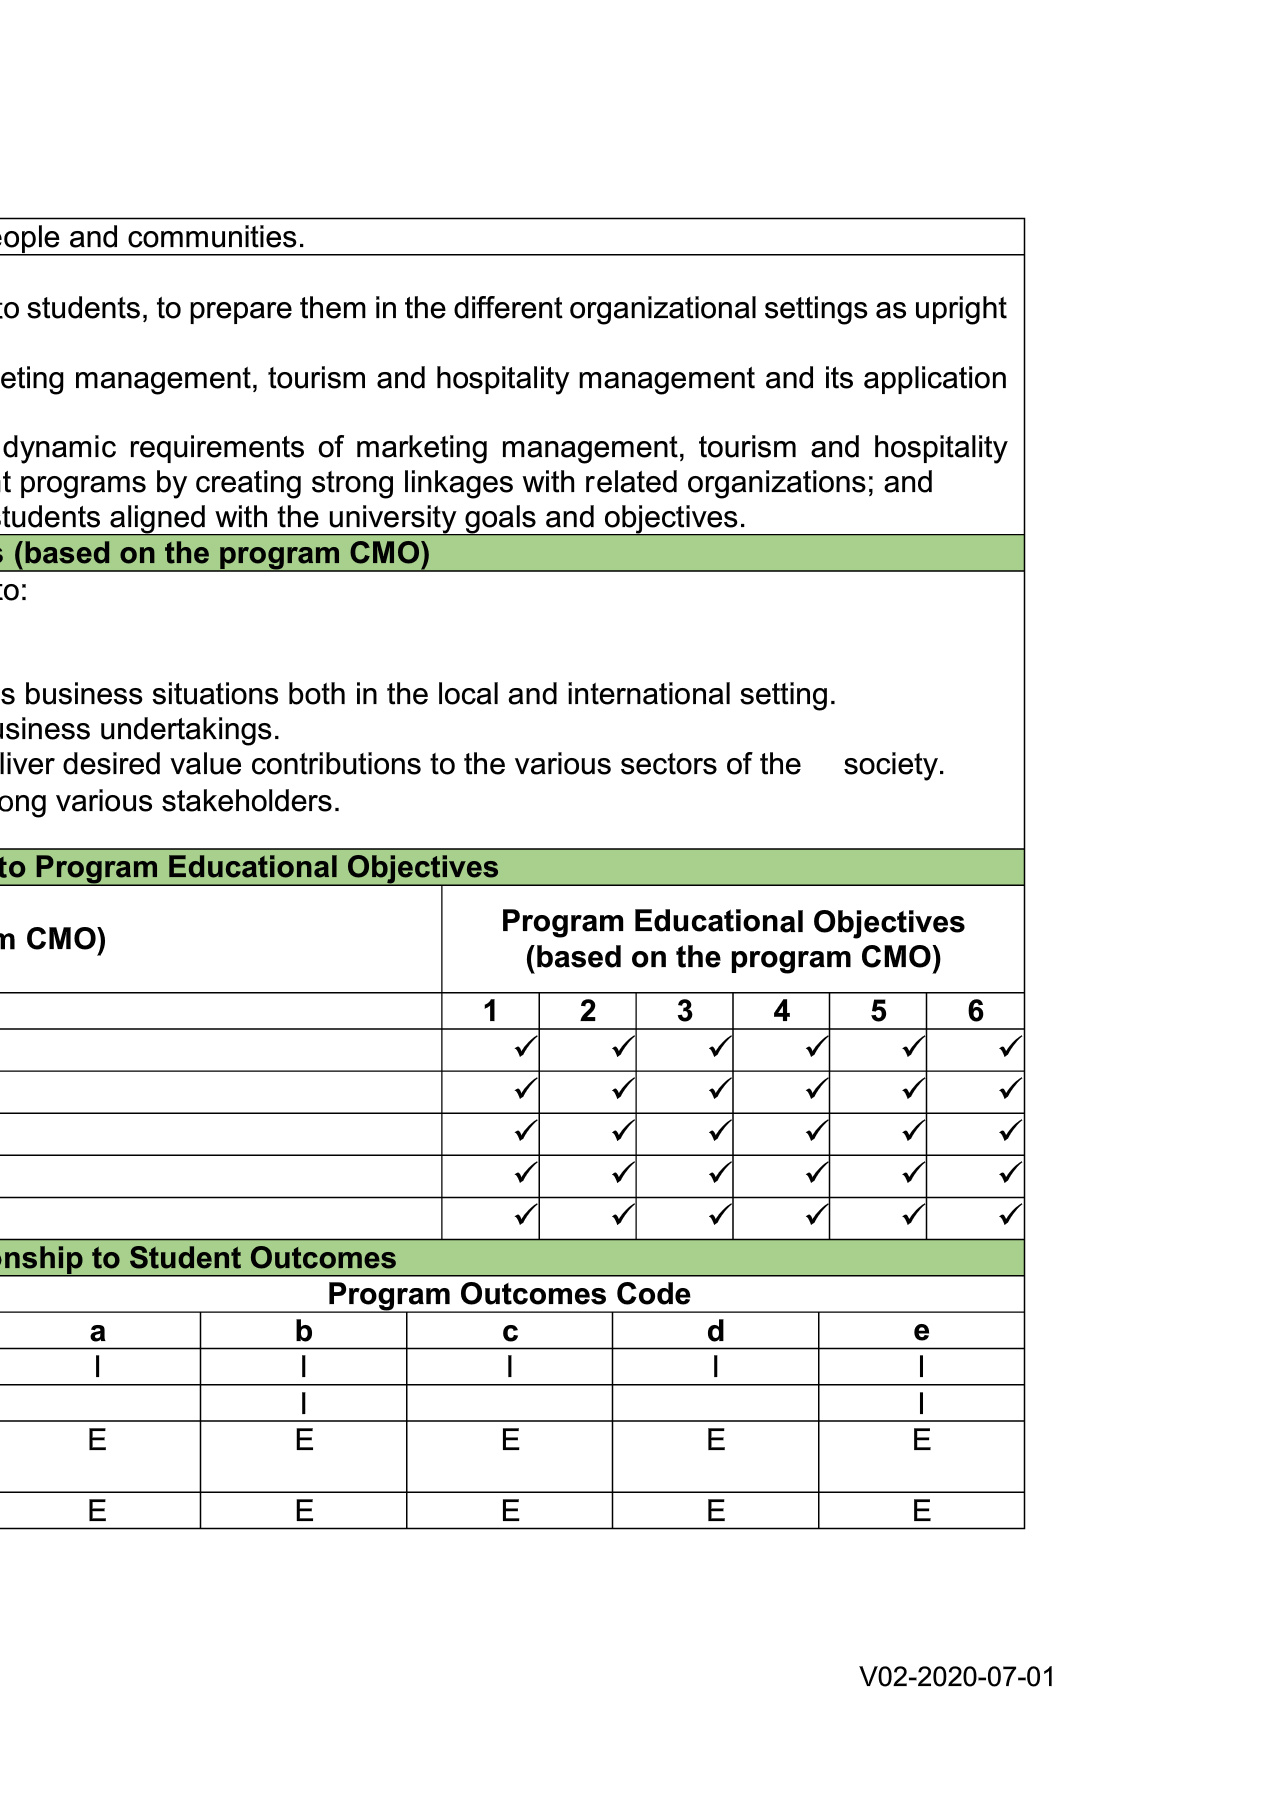 eople and communities.
to students, to prepare them in the different organizational settings as upright
eting management, tourism and hospitality management and its application
dynamic requirements of marketing management, tourism and hospitality
t programs by creating strong linkages with related organizations; and
students aligned with the university goals and objectives.
s (based on the program CMO)
to:
s business situations both in the local and international setting.
usiness undertakings.
liver desired value contributions to the various sectors of the society.
ong various stakeholders.
to Program Educational Objectives
m CMO)
Program Educational Objectives
(based on the program CMO)
1 2 3 4 5 6
✓ ✓ ✓ ✓ ✓ ✓
✓ ✓ ✓ ✓ ✓ ✓
✓ ✓ ✓ ✓ ✓ ✓
✓ ✓ ✓ ✓ ✓ ✓
✓ ✓ ✓ ✓ ✓ ✓
onship to Student Outcomes
Program Outcomes Code
a b c d e
I I I I I
I I
E E E E E
E E E E E
V02-2020-07-01